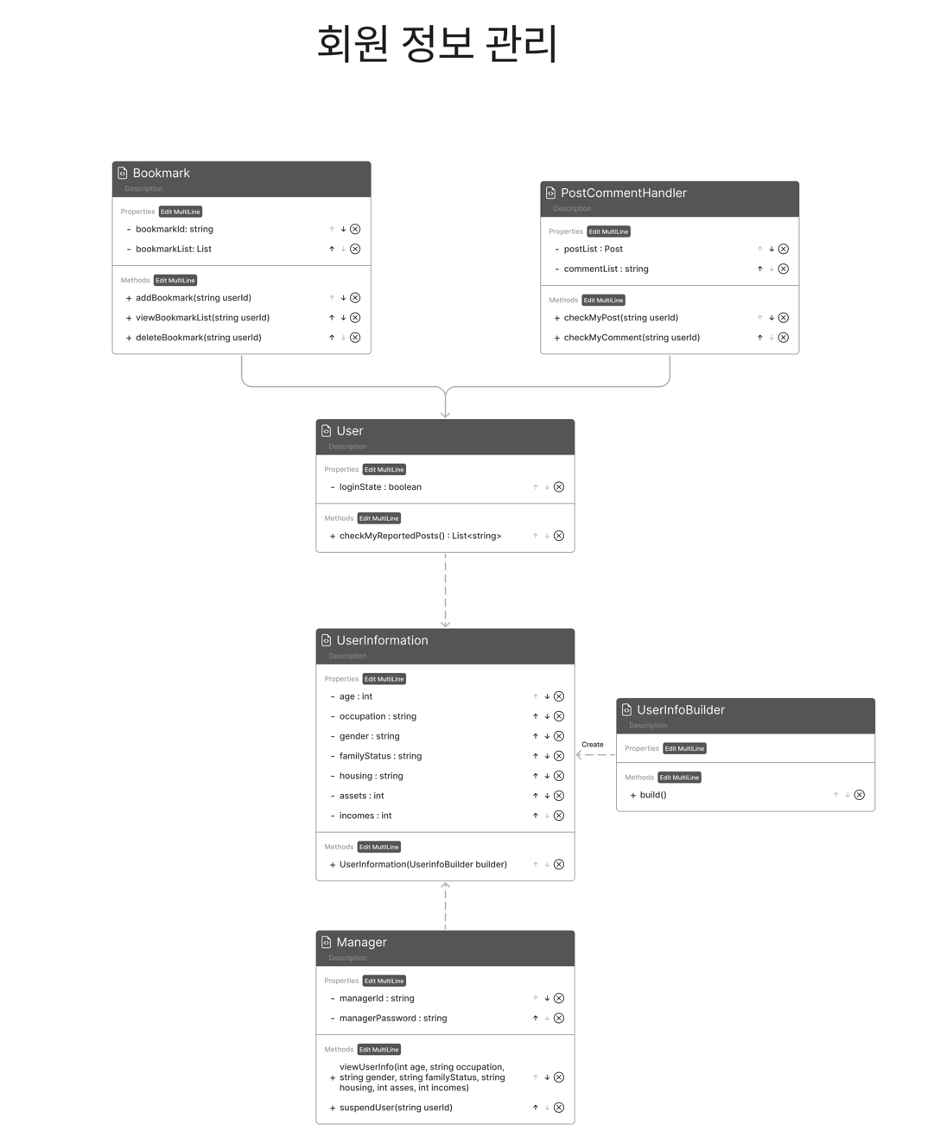 회원 정보 관리
Bookmark
Description
Properties Edit MultiLine
- bookmarkId: string
- bookmarkList: List
Methods Edit MultiLine
+ addBookmark(string userId)
+ viewBookmarkList(string userId)
+ deleteBookmark(string userId)
PostCommentHandler
Description
Properties Edit MultiLine
- postList : Post
- commentList : string
Methods Edit MultiLine
+ checkMyPost(string userId)
+ checkMyComment(string userId)
User
Description
Properties Edit MultiLine
- loginState : boolean
Methods Edit MultiLine
+ checkMyReportedPosts() : List<string>
UserInformation
Description
Properties Edit MultiLine
- age : int
- occupation : string
- gender : string
- familyStatus : string
- housing : string
- assets : int
- incomes : int
Methods Edit MultiLine
+ UserInformation(UserinfoBuilder builder)
Create
UserInfoBuilder
Description
Properties Edit MultiLine
Methods Edit MultiLine
+ build()
Manager
Description
Properties Edit MultiLine
- managerId : string
- managerPassword : string
Methods Edit MultiLine
viewUserInfo(int age, string occupation,
+ string gender, string familyStatus, string
housing, int asses, int incomes)
+ suspendUser(string userId)